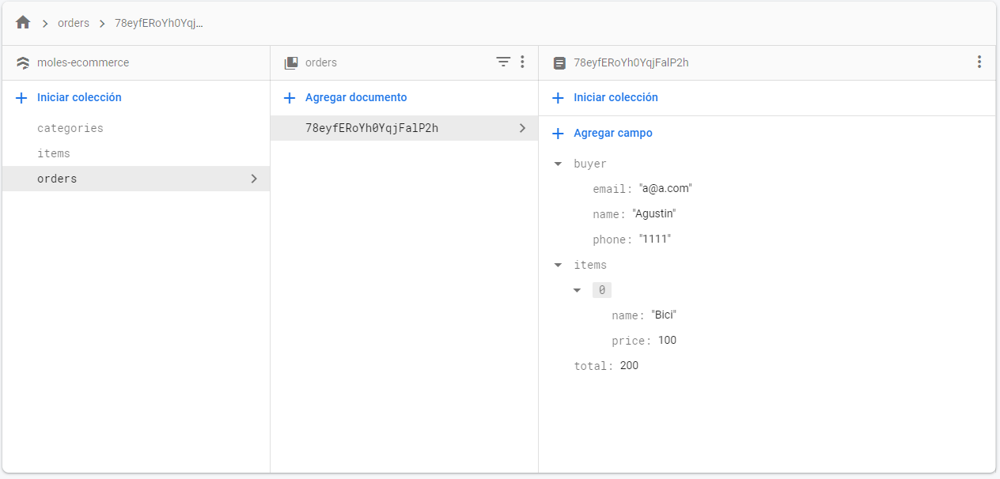 orders 78eyfERoYh0Yqj...
moles-ecommerce
Iniciar colección
categories
items
orders
orders
Agregar documento
78eyfERoYh0YqjFalP2h
78eyfERoYh0YqjFalP2h
Iniciar colección
Agregar campo
buyer
email: "a@a.com"
name: "Agustin"
phone: "1111"
items
0
name: "Bici"
price: 100
total: 200